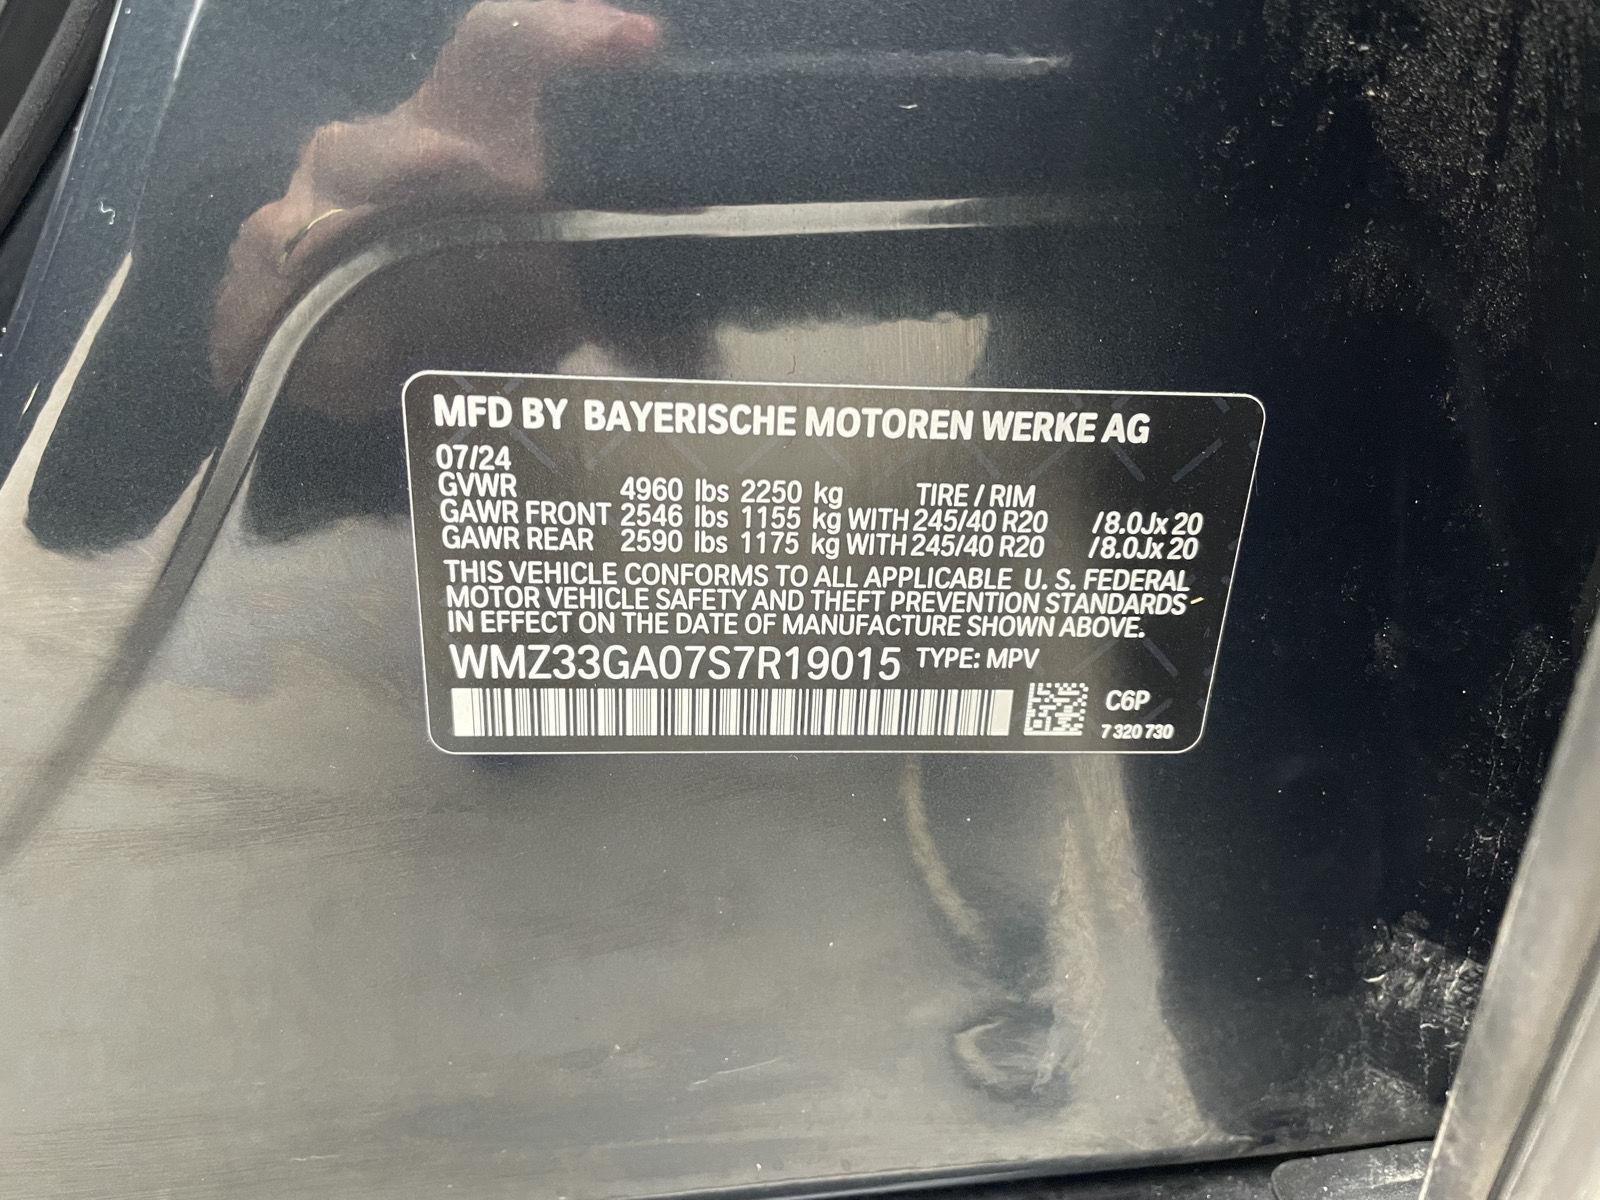 MFD BY BAYERISCHE MOTOREN WERKE AG
07/24
GVWR 4960 lbs 2250 kg TIRE / RIM
GAWR FRONT 2546 lbs 1155 kg WITH 245/40 R20 /8.0Jx 20
GAWR REAR 2590 lbs 1175 kg WITH 245/40 R20 /8.0Jx 20
THIS VEHICLE CONFORMS TO ALL APPLICABLE U. S. FEDERAL
MOTOR VEHICLE SAFETY AND THEFT PREVENTION STANDARDS
IN EFFECT ON THE DATE OF MANUFACTURE SHOWN ABOVE.
WMZ33GA07S7R19015 TYPE: MPV
C6P
7 320 730